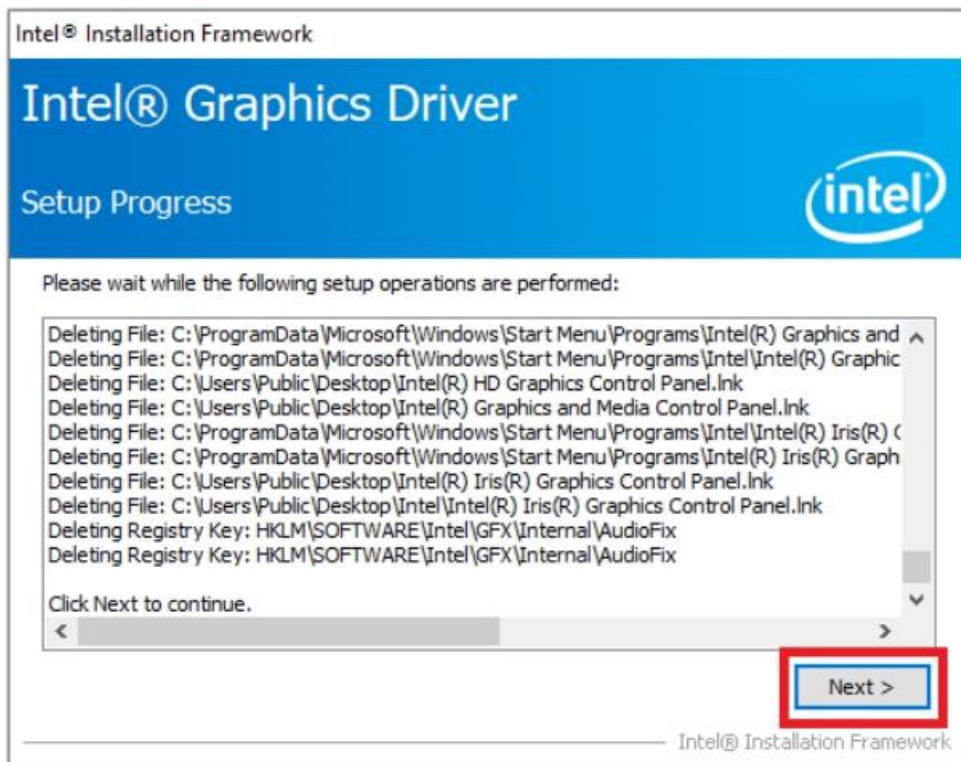 Intel® Installation Framework
Intel® Graphics Driver
Setup Progress
intel
Please wait while the following setup operations are performed:
Deleting File: C:\ProgramData\Microsoft\Windows\Start Menu\Programs\Intel(R) Graphics and
Deleting File: C:\ProgramData\Microsoft\Windows\Start Menu\Programs\Intel\Intel(R) Graphic
Deleting File: C:\Users\Public\Desktop\Intel(R) HD Graphics Control Panel.lnk
Deleting File: C:\Users\Public\Desktop\Intel(R) Graphics and Media Control Panel.lnk
Deleting File: C:\ProgramData\Microsoft\Windows\Start Menu\Programs\Intel\Intel(R) Iris(R) G
Deleting File: C:\ProgramData\Microsoft\Windows\Start Menu\Programs\Intel(R) Iris(R) Graph
Deleting File: C:\Users\Public\Desktop\Intel(R) Iris(R) Graphics Control Panel.lnk
Deleting File: C:\Users\Public\Desktop\Intel\Intel(R) Iris(R) Graphics Control Panel.lnk
Deleting Registry Key: HKLM\SOFTWARE\Intel\GFX\Internal\AudioFix
Deleting Registry Key: HKLM\SOFTWARE\Intel\GFX\Internal\AudioFix
Click Next to continue.
Next >
Intel® Installation Framework